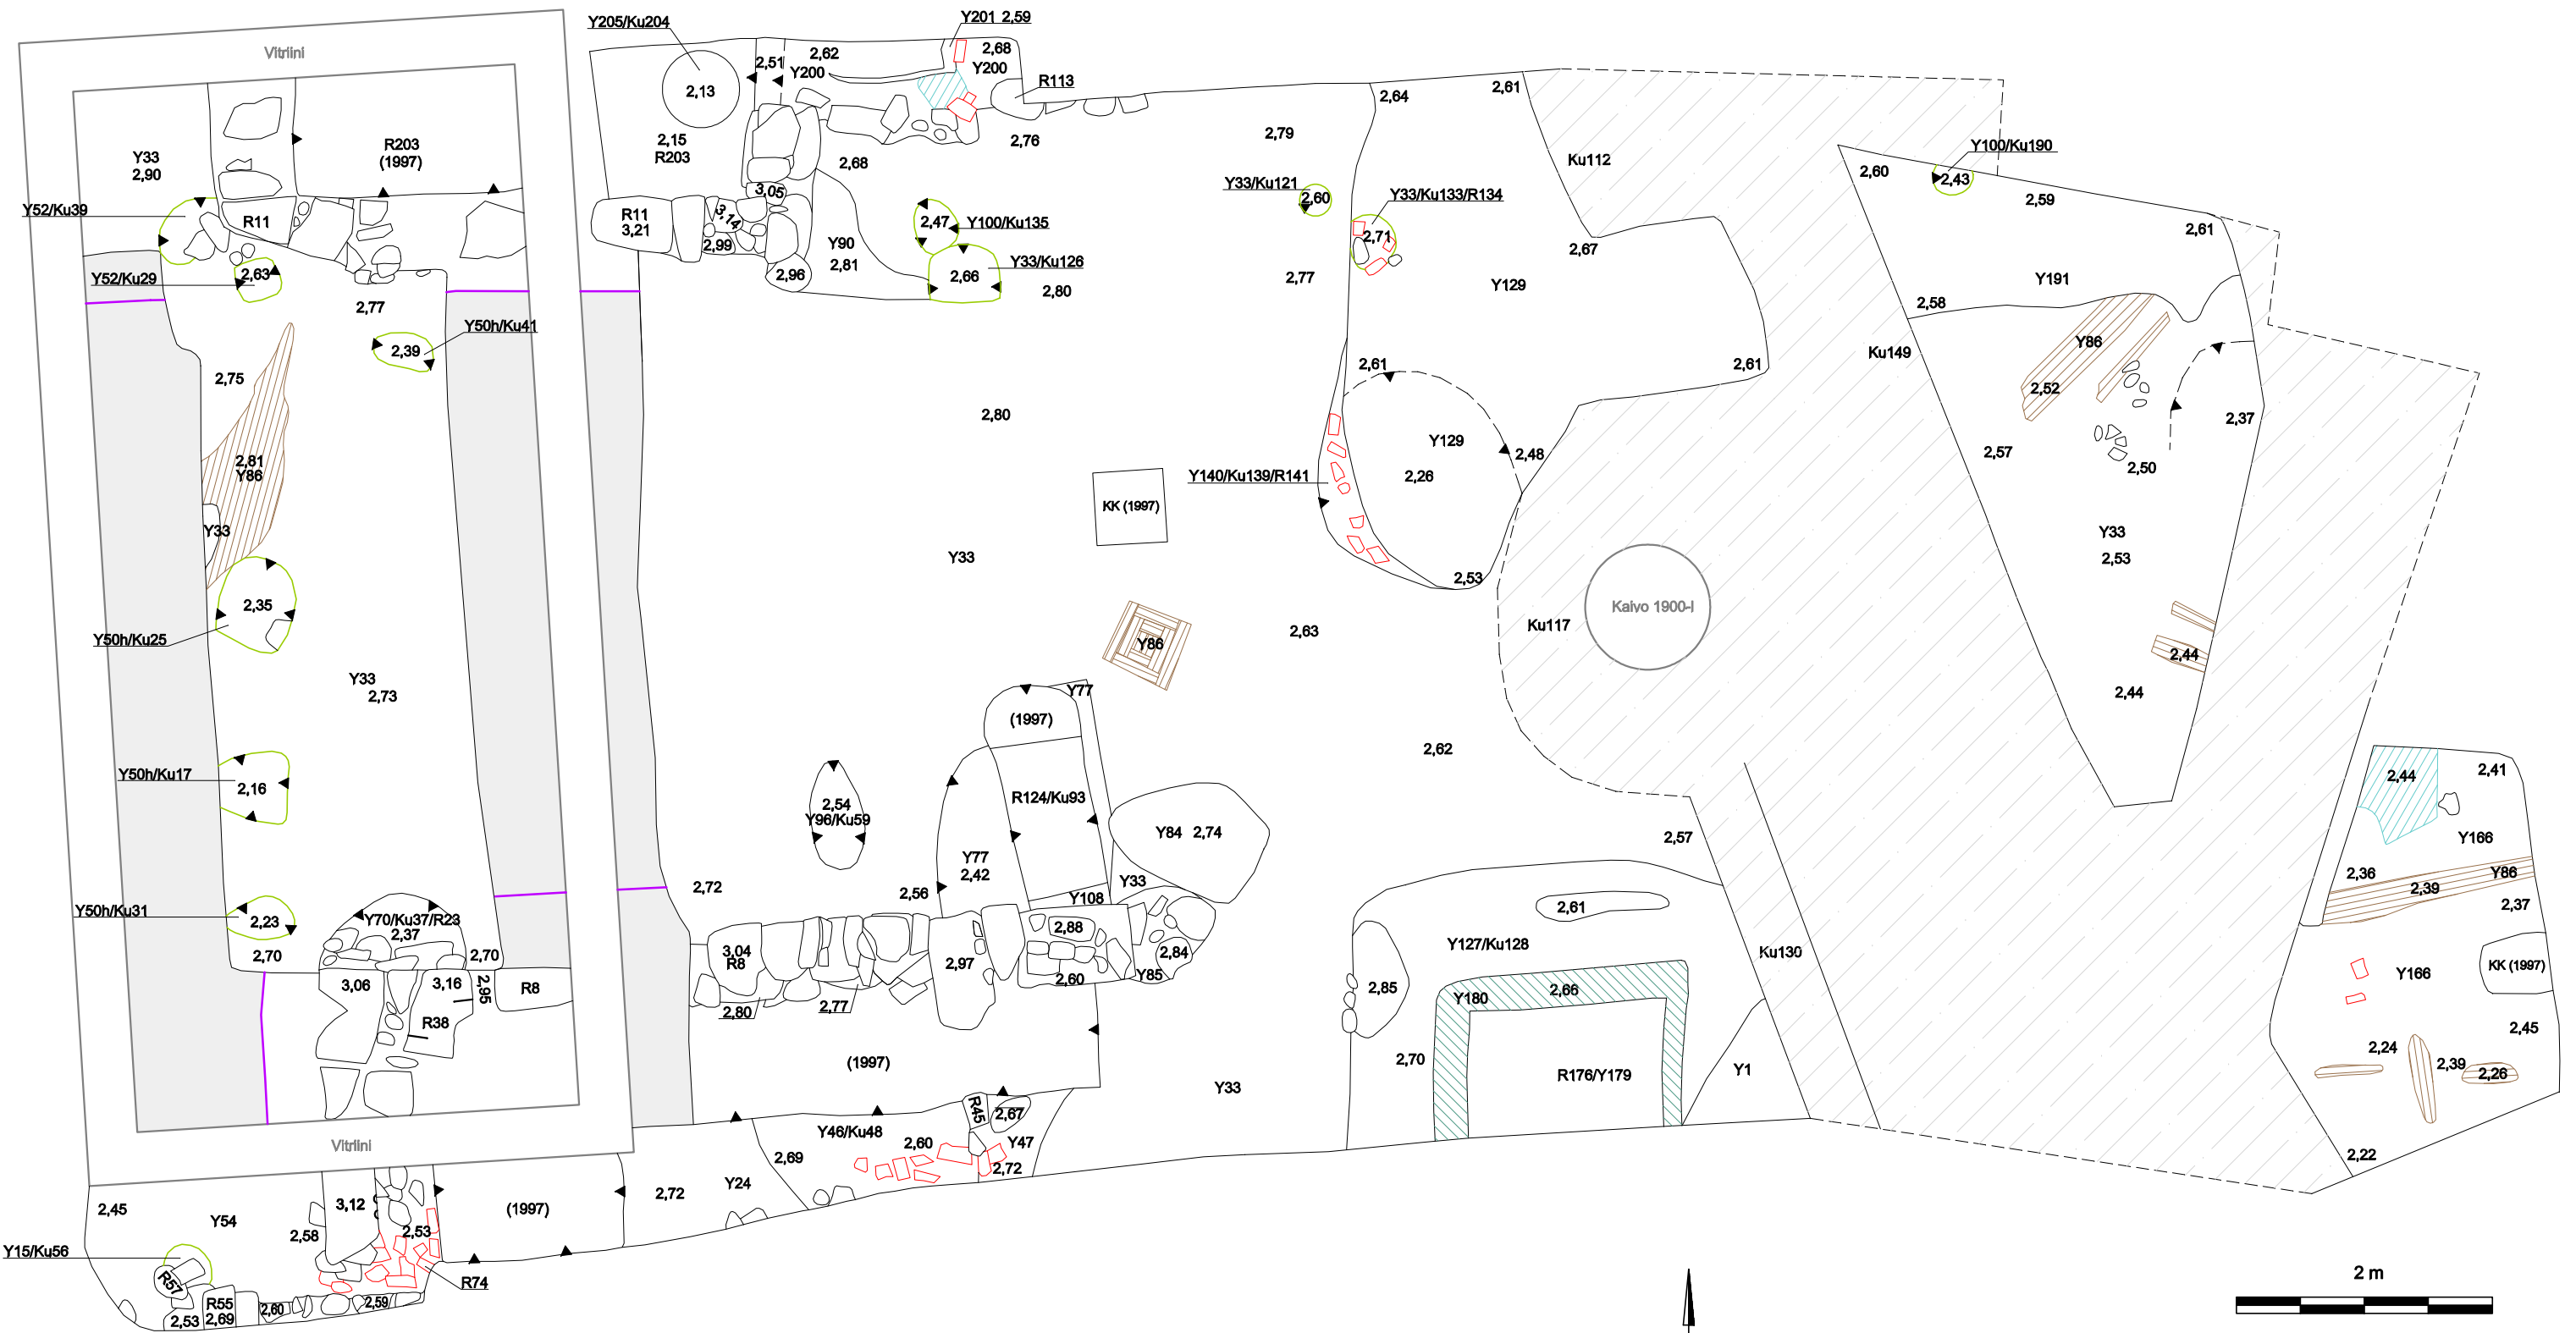 Vitriini
Y33
2,90
R203
(1997)
Y52/Ku39
R11
Y52/Ku29
2,63
2,77
Y50h/Ku41
2,39
2,75
2,81
Y86
Y33
2,35
Y50h/Ku25
Y33
2,73
Y50h/Ku17
2,16
Y50h/Ku31
2,23
2,70
Y70/Ku37/R23
2,37
2,70
3,06
3,16
2,95
R8
R38
Vitriini
2,45
Y54
2,58
3,12
2,53
(1997)
Y15/Ku56
R57
R55
2,53
2,69
2,60
2,59
R74
Y205/Ku204
2,13
2,15
R203
2,51
2,62
Y200
Y201 2,59
2,68
Y200
R113
2,76
2,68
3,05
R11
3,21
3,14
2,99
2,96
Y90
2,81
2,47
Y100/Ku135
Y33/Ku126
2,66
2,80
2,79
2,64
2,61
Y33/Ku121
2,60
Y33/Ku133/R134
2,71
2,77
Ku112
2,67
Y129
2,61
2,61
2,80
Y129
2,26
2,48
Y140/Ku139/R141
KK (1997)
Y33
2,53
2,63
Y86
Ku117
Kaivo 1900-l
Y77
(1997)
R124/Ku93
2,62
2,54
Y96/Ku59
Y77
2,42
Y84 2,74
2,57
2,72
2,56
Y33
Y108
2,88
3,04
R8
2,97
2,84
2,60
Y85
2,80
2,77
(1997)
2,61
Y127/Ku128
2,85
Y180
2,66
2,70
R176/Y179
Y1
Ku130
Y33
R45
2,67
Y46/Ku48
2,60
Y47
2,69
2,72
2,72
Y24
Y100/Ku190
2,60
2,43
2,59
2,61
Y191
2,58
Ku149
Y86
2,52
2,37
2,57
2,50
Y33
2,53
2,44
2,44
2,44
2,41
Y166
2,36
Y86
2,39
2,37
KK (1997)
Y166
2,45
2,24
2,39
2,26
2,22
2 m